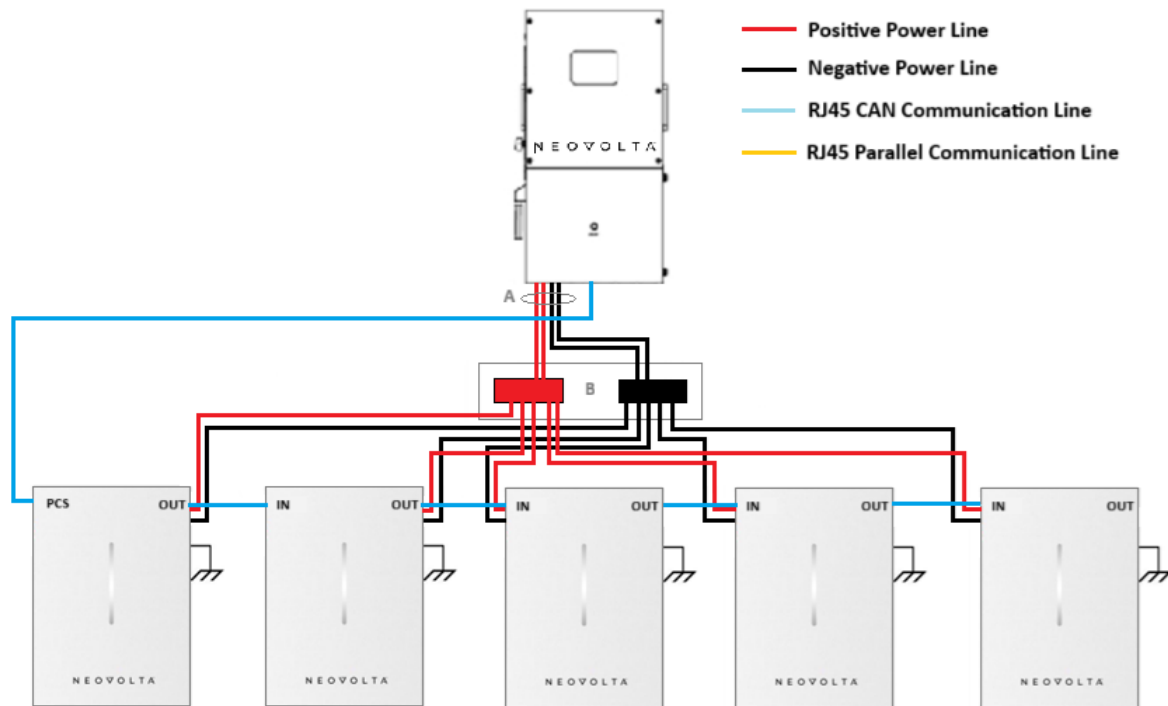 Positive Power Line
Negative Power Line
RJ45 CAN Communication Line
RJ45 Parallel Communication Line
NEOVOLTA
A
B
PCS OUT
IN OUT
IN OUT
IN OUT
IN
NEOVOLTA
NEOVOLTA
NEOVOLTA
NEOVOLTA
NEOVOLTA